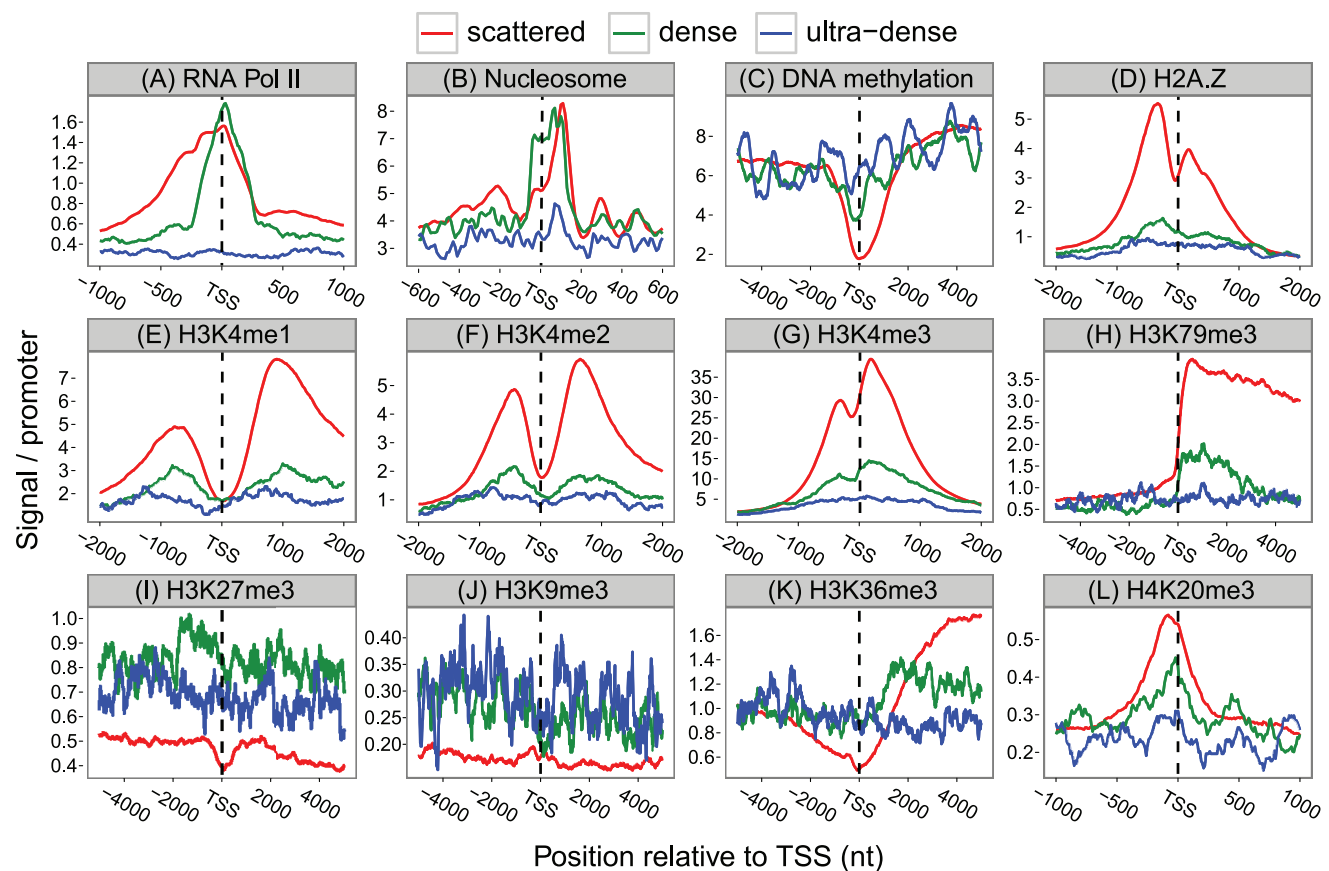 scattered dense ultra-dense
(A) RNA Pol II (B) Nucleosome (C) DNA methylation (D) H2A.Z
1.6 1.4 1.2 1.0 0.8 0.6 0.4
8 7 6 5 4 3
8 6 4 2
5 4 3 2 1
-1000 -500 TSS 500 1000
-600 -400 -200 TSS 200 400 600
-4000 -2000 TSS 2000 4000
-2000 -1000 TSS 1000 2000
(E) H3K4me1 (F) H3K4me2 (G) H3K4me3 (H) H3K79me3
7 6 5 4 3 2
5 4 3 2 1
35 30 25 20 15 10 5
3.5 3.0 2.5 2.0 1.5 1.0 0.5
-2000 -1000 TSS 1000 2000
-2000 -1000 TSS 1000 2000
-2000 -1000 TSS 1000 2000
-4000 -2000 TSS 2000 4000
(I) H3K27me3 (J) H3K9me3 (K) H3K36me3 (L) H4K20me3
1.0 0.9 0.8 0.7 0.6 0.5 0.4
0.40 0.35 0.30 0.25 0.20
1.6 1.4 1.2 1.0 0.8 0.6
0.5 0.4 0.3 0.2
-4000 -2000 TSS 2000 4000
-4000 -2000 TSS 2000 4000
-4000 -2000 TSS 2000 4000
-1000 -500 TSS 500 1000
Signal / promoter
Position relative to TSS (nt)